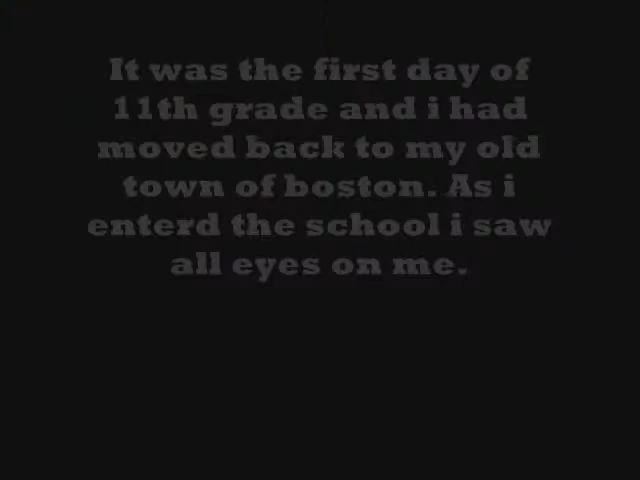 It was the first day of
11th grade and i had
moved back to my old
town of boston. As i
enterd the school i saw
all eyes on me.